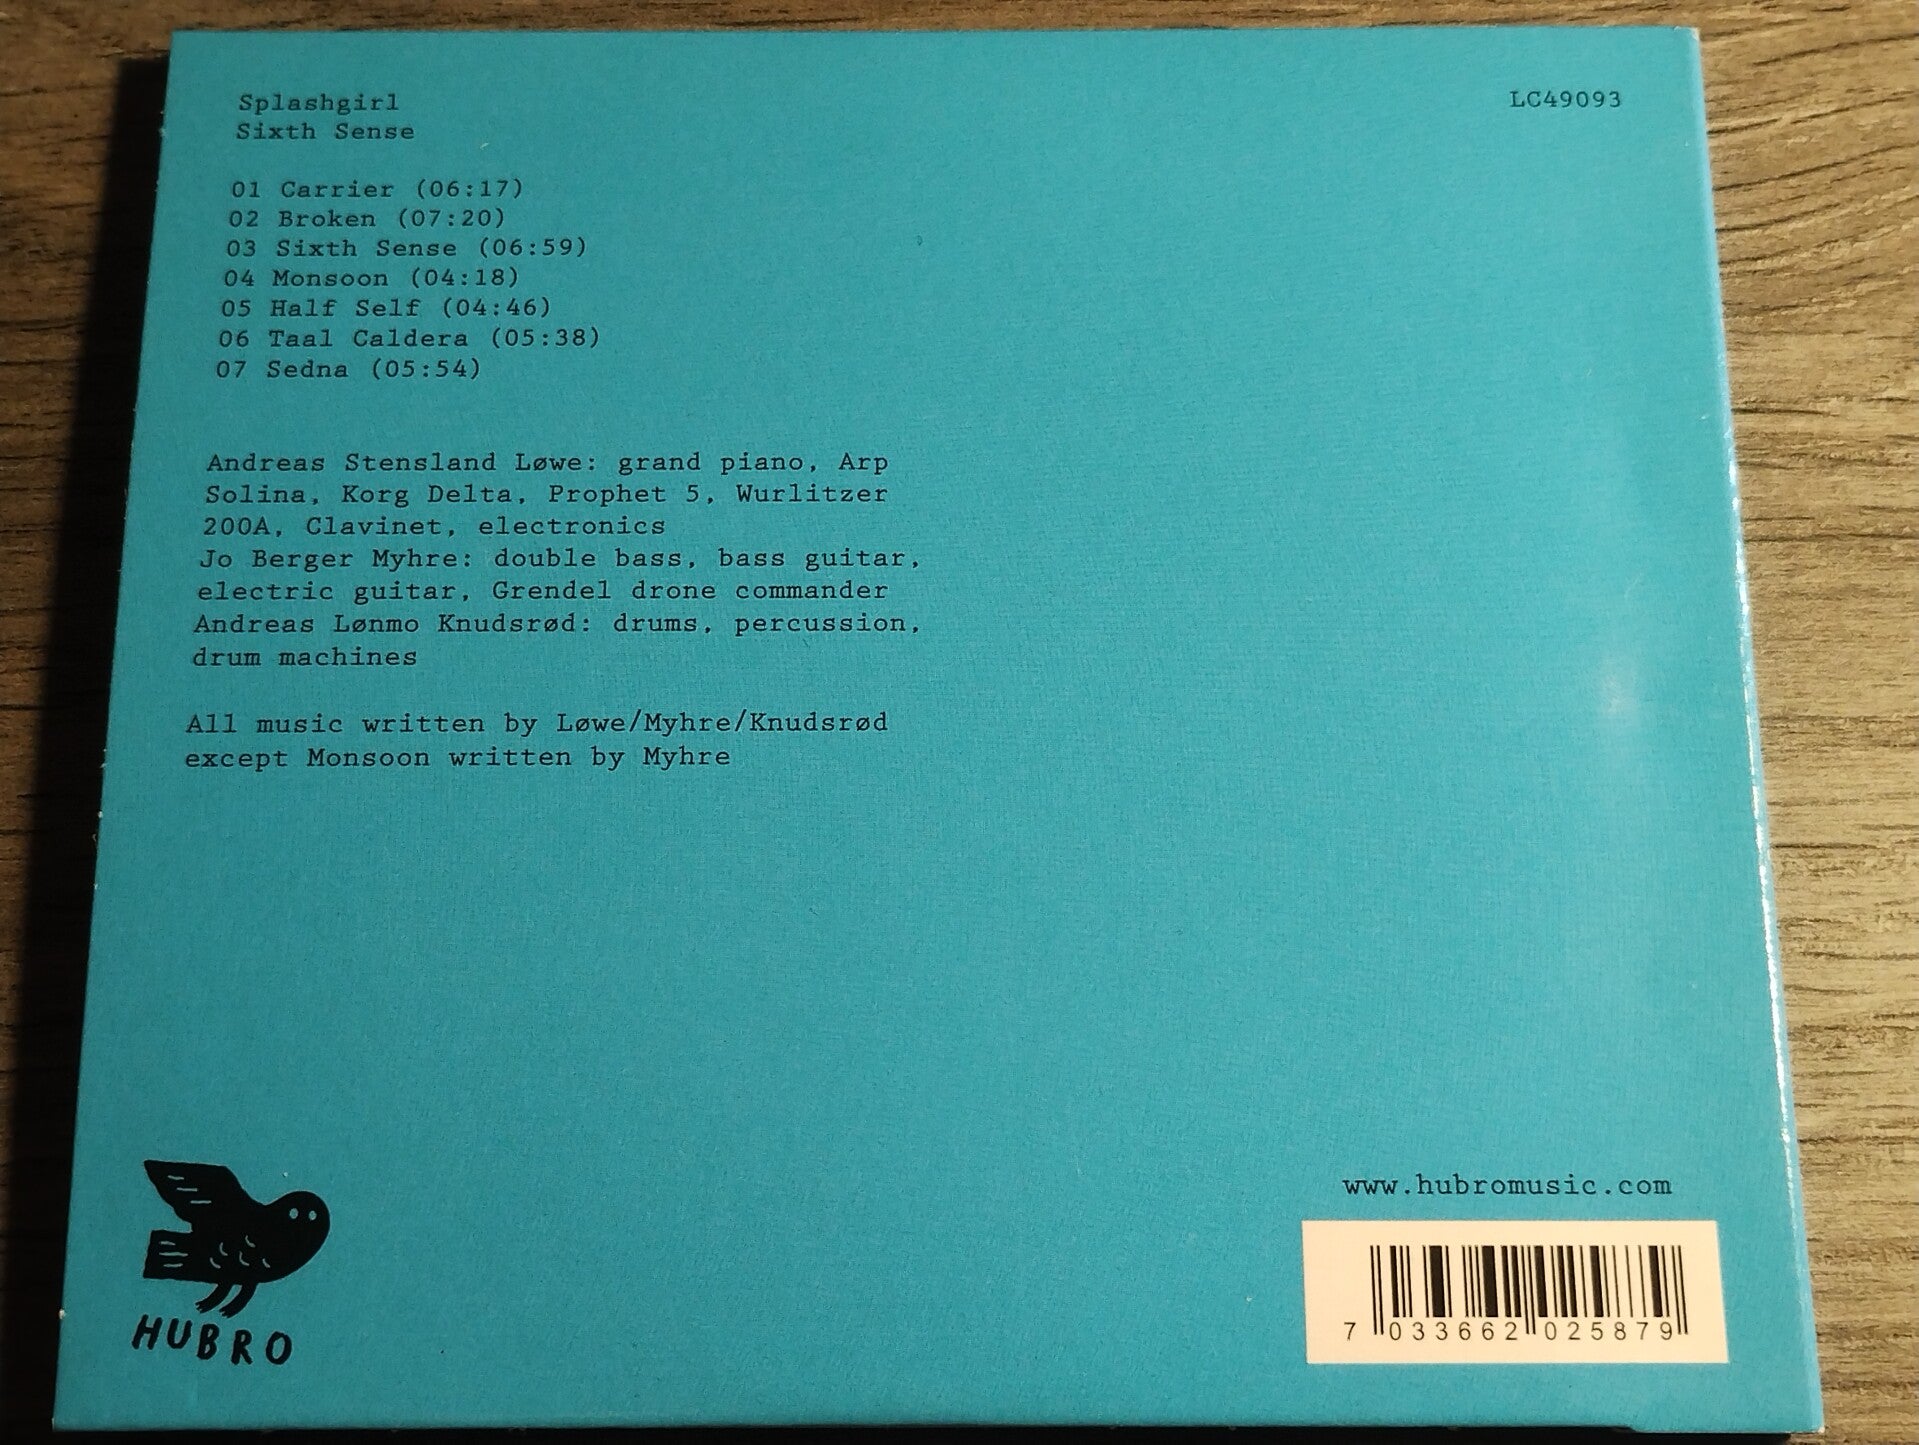 Splashgirl
Sixth Sense
LC49093
01 Carrier (06:17)
02 Broken (07:20)
03 Sixth Sense (06:59)
04 Monsoon (04:18)
05 Half Self (04:46)
06 Taal Caldera (05:38)
07 Sedna (05:54)
Andreas Stensland Løwe: grand piano, Arp
Solina, Korg Delta, Prophet 5, Wurlitzer
200A, Clavinet, electronics
Jo Berger Myhre: double bass, bass guitar,
electric guitar, Grendel drone commander
Andreas Lønmo Knudsrød: drums, percussion,
drum machines
All music written by Løwe/Myhre/Knudsrød
except Monsoon written by Myhre
HUBRO
www.hubromusic.com
7 033662 025879